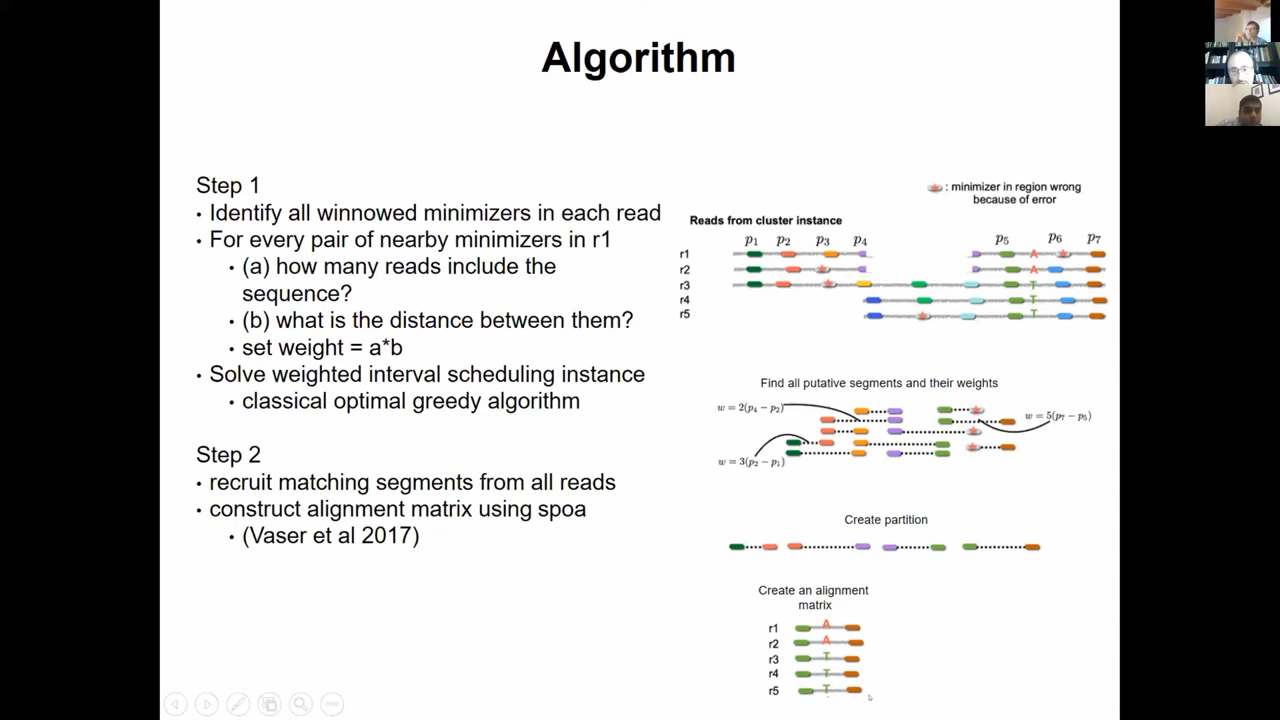 Algorithm
Step 1
• Identify all winnowed minimizers in each read
• For every pair of nearby minimizers in r1
• (a) how many reads include the
sequence?
• (b) what is the distance between them?
• set weight = a*b
• Solve weighted interval scheduling instance
• classical optimal greedy algorithm
Step 2
• recruit matching segments from all reads
• construct alignment matrix using spoa
• (Vaser et al 2017)
: minimizer in region wrong
because of error
Reads from cluster instance
p1 p2 p3 p4 p5 p6 p7
r1 A
r2 A
r3 T
r4 T
r5 T
Find all putative segments and their weights
w = 2(p4 − p2)
w = 5(p7 − p5)
w = 3(p2 − p1)
Create partition
Create an alignment
matrix
r1 A
r2 A
r3 T
r4 T
r5 T